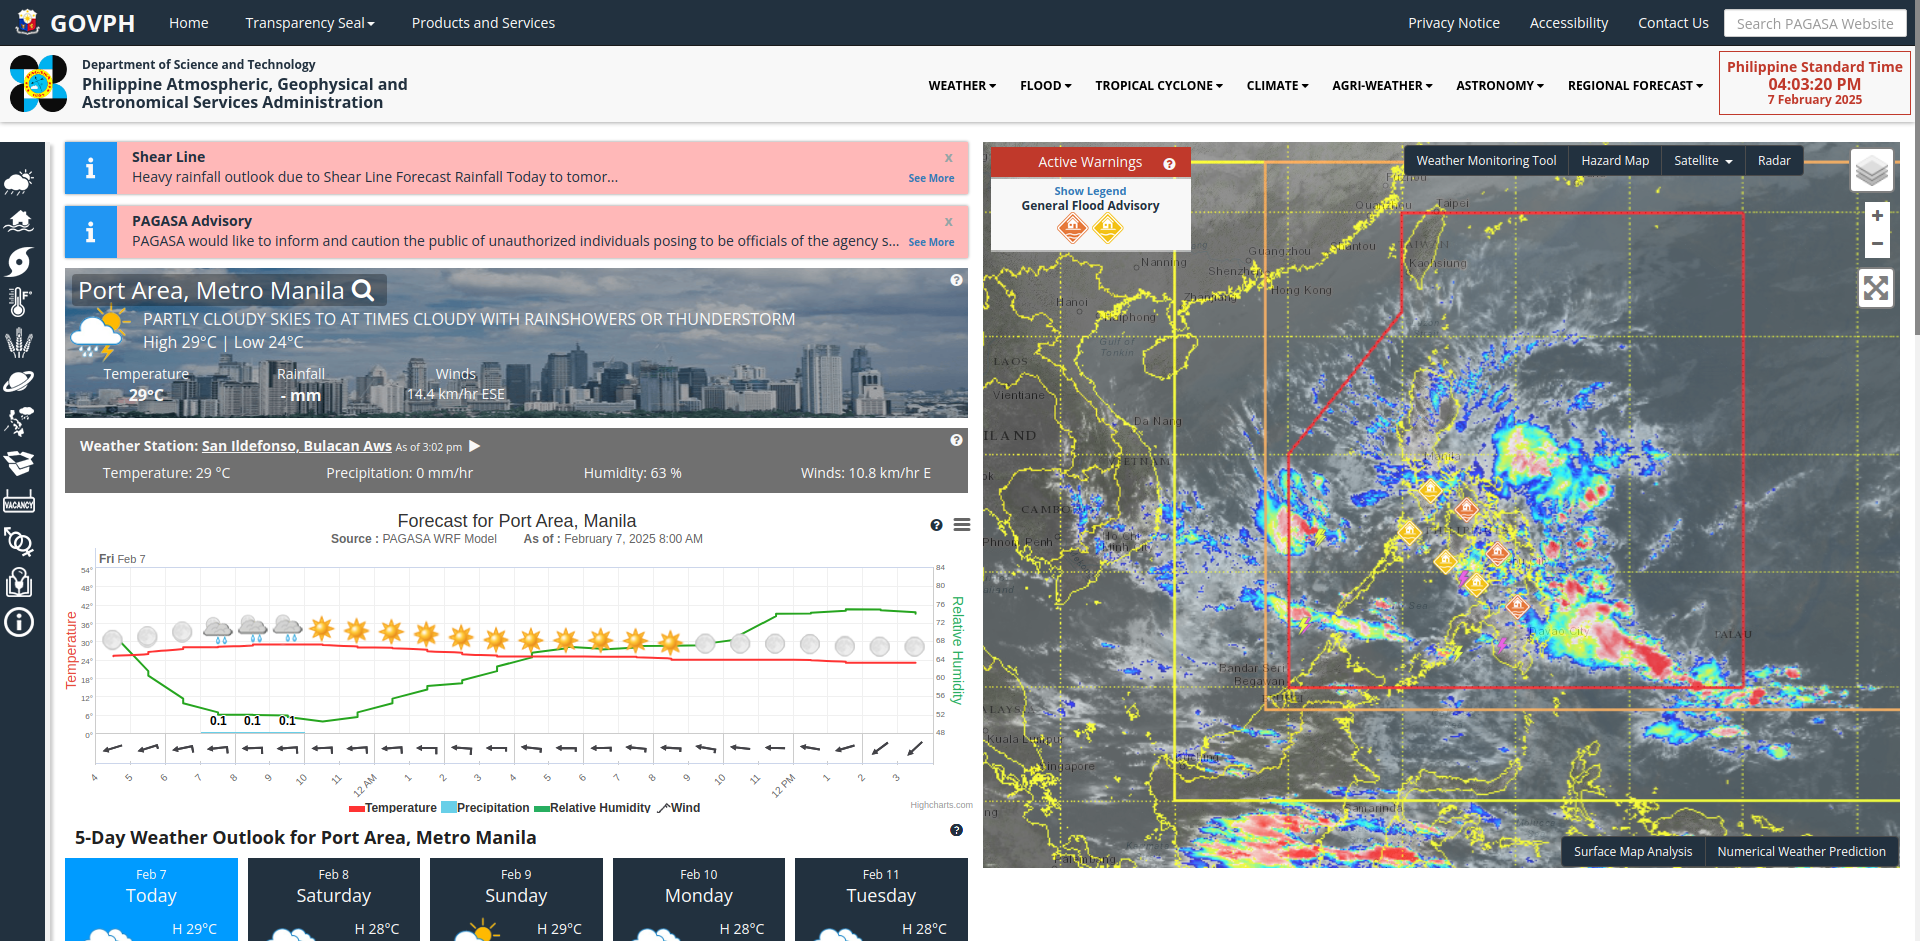 GOVPH
Home
Transparency Seal
Products and Services
Privacy Notice
Accessibility
Contact Us
Search PAGASA Website
Department of Science and Technology
Philippine Atmospheric, Geophysical and
Astronomical Services Administration
WEATHER
FLOOD
TROPICAL CYCLONE
CLIMATE
AGRI-WEATHER
ASTRONOMY
REGIONAL FORECAST
Philippine Standard Time
04:03:20 PM
7 February 2025
VACANCY
Shear Line
x
Heavy rainfall outlook due to Shear Line Forecast Rainfall Today to tomor...
See More
PAGASA Advisory
x
PAGASA would like to inform and caution the public of unauthorized individuals posing to be officials of the agency s...
See More
Port Area, Metro Manila
PARTLY CLOUDY SKIES TO AT TIMES CLOUDY WITH RAINSHOWERS OR THUNDERSTORM
High 29°C | Low 24°C
Temperature
Rainfall
Winds
29°C
- mm
14.4 km/hr ESE
Weather Station: San Ildefonso, Bulacan Aws As of 3:02 pm
Temperature: 29 °C
Precipitation: 0 mm/hr
Humidity: 63 %
Winds: 10.8 km/hr E
Forecast for Port Area, Manila
Source : PAGASA WRF Model As of : February 7, 2025 8:00 AM
Fri Feb 7
Temperature
54°
48°
42°
36°
30°
24°
18°
12°
6°
0°
0.1
0.1
0.1
84
80
76
72
68
64
60
56
52
48
Relative Humidity
4
5
6
7
8
9
10
11
12 AM
1
2
3
4
5
6
7
8
9
10
11
12 PM
1
2
3
Temperature
Precipitation
Relative Humidity
Wind
Highcharts.com
5-Day Weather Outlook for Port Area, Metro Manila
Feb 7
Today
H 29°C
Feb 8
Saturday
H 28°C
Feb 9
Sunday
H 29°C
Feb 10
Monday
H 28°C
Feb 11
Tuesday
H 28°C
Active Warnings
Show Legend
General Flood Advisory
Weather Monitoring Tool
Hazard Map
Satellite
Radar
+
−
Taipei
TAIWAN
Kaohsiung
Guangzhou
Shantou
Nanning
Shenzhen
Hong Kong
Zhanjiang
Hanoi
Haiphong
Gulf of
Tonkin
LAOS
Vientiane
Da Nang
ILAND
VIETNAM
Manila
Phnom Penh
Ho Chi
Minh City
Davao City
PALAU
Bandar Seri
Begawan
Kuala Lumpur
Singapore
Samarinda
Surface Map Analysis
Numerical Weather Prediction